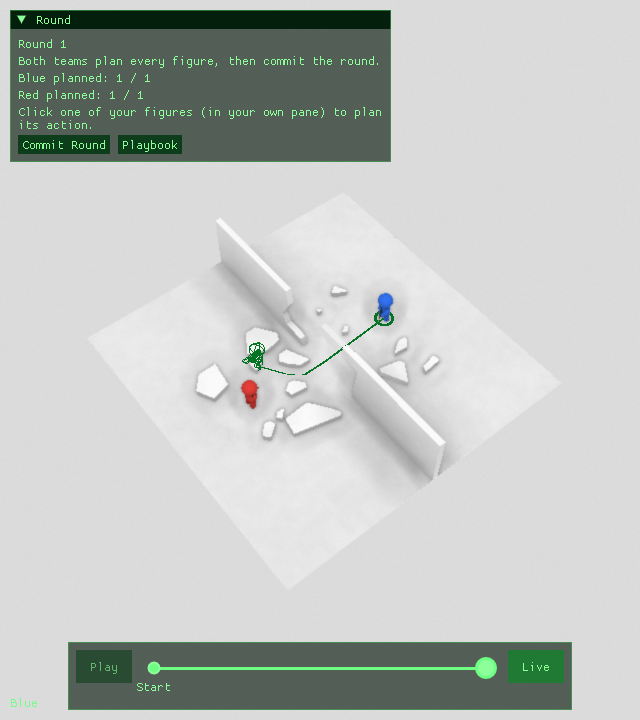 Round
Round 1
Both teams plan every figure, then commit the round.
Blue planned: 1 / 1
Red planned: 1 / 1
Click one of your figures (in your own pane) to plan
its action.
Commit Round Playbook
Play Live
Start
Blue